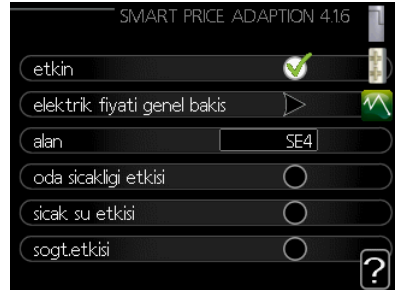 SMART PRICE ADAPTION 4.16
etkin
elektrik fiyati genel bakis
alan SE4
oda sicakligi etkisi
sicak su etkisi
sogt.etkisi
?